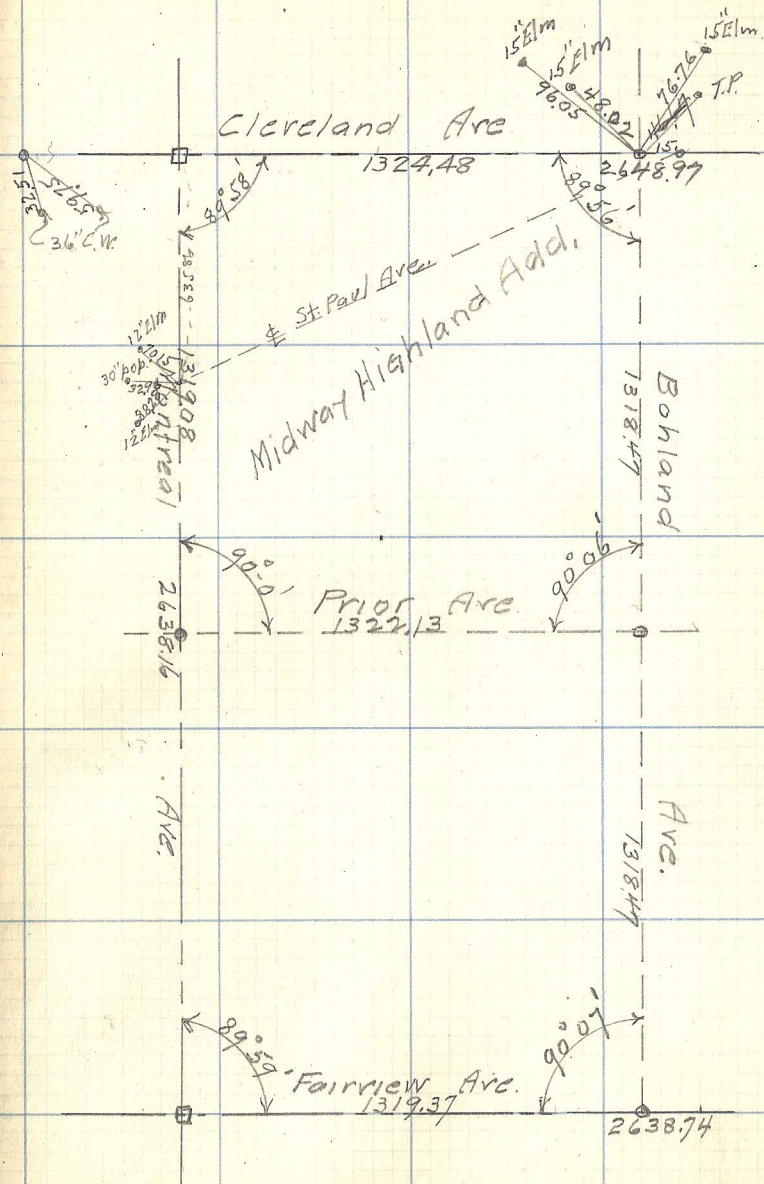 15" Elm
15" Elm
15" Elm
96.05
48.02
76.76
T.P.
Cleveland Ave
1324.48
2648.97
32.51
59.75
36" C.W.
89° 58'
89° 56'
℄ St. Paul Ave.
Midway Highland Add.
12" Elm
30" pop.
12" Elm
1319.08
Montreal
Bohland
1318.47
90° 0'
90° 06'
Prior Ave
1322.13
2638.16
Ave.
Ave.
1318.47
89° 59'
90° 07'
Fairview Ave.
1319.37
2638.74